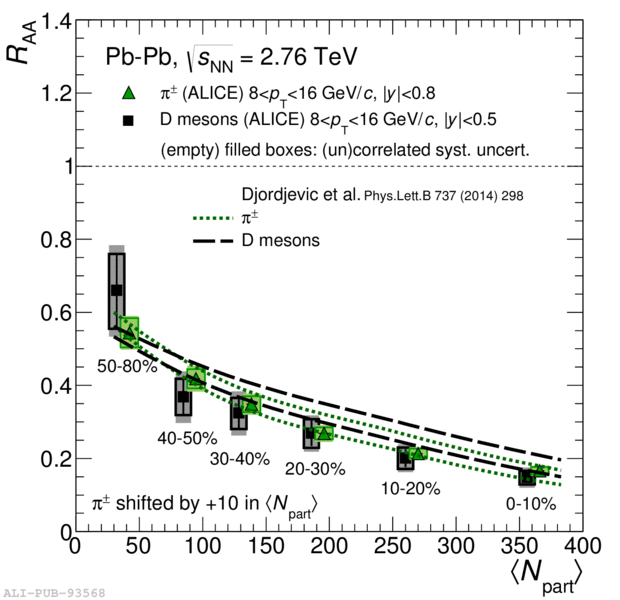 R_AA
1.4
1.2
1
0.8
0.6
0.4
0.2
0
Pb-Pb, √s_NN = 2.76 TeV
π± (ALICE) 8<p_T<16 GeV/c, |y|<0.8
D mesons (ALICE) 8<p_T<16 GeV/c, |y|<0.5
(empty) filled boxes: (un)correlated syst. uncert.
Djordjevic et al. Phys.Lett.B 737 (2014) 298
π±
D mesons
50-80%
40-50%
30-40%
20-30%
10-20%
0-10%
π± shifted by +10 in ⟨N_part⟩
0 50 100 150 200 250 300 350 400
⟨N_part⟩
ALI-PUB-93568